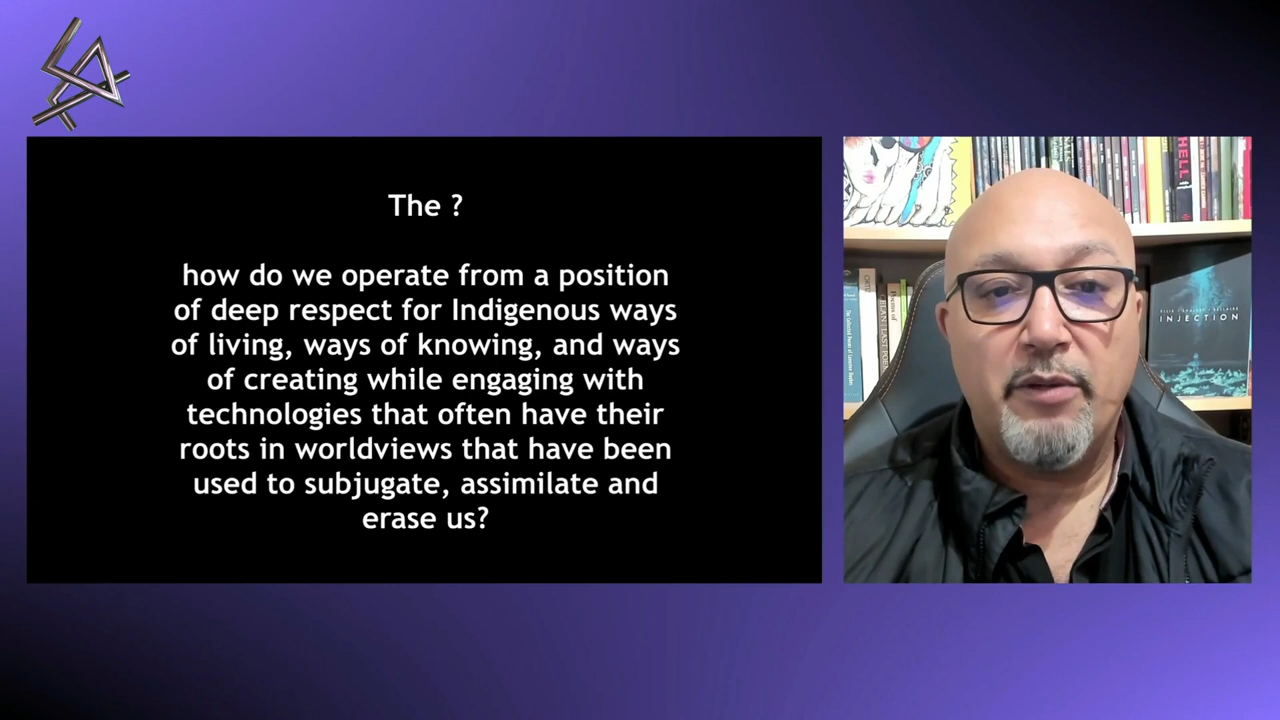 The ?
how do we operate from a position
of deep respect for Indigenous ways
of living, ways of knowing, and ways
of creating while engaging with
technologies that often have their
roots in worldviews that have been
used to subjugate, assimilate and
erase us?
HELL
INJECTION